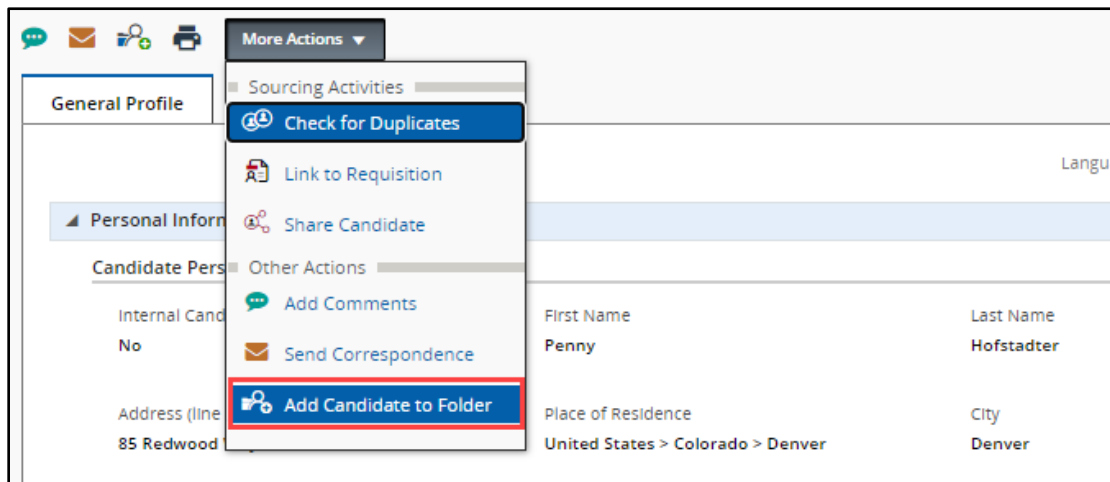 More Actions
General Profile
Sourcing Activities
Check for Duplicates
Link to Requisition
Share Candidate
Other Actions
Add Comments
Send Correspondence
Add Candidate to Folder
Langu
Personal Inforn
Candidate Pers
Internal Cand
First Name
Last Name
No
Penny
Hofstadter
Address (line
Place of Residence
City
85 Redwood
United States > Colorado > Denver
Denver